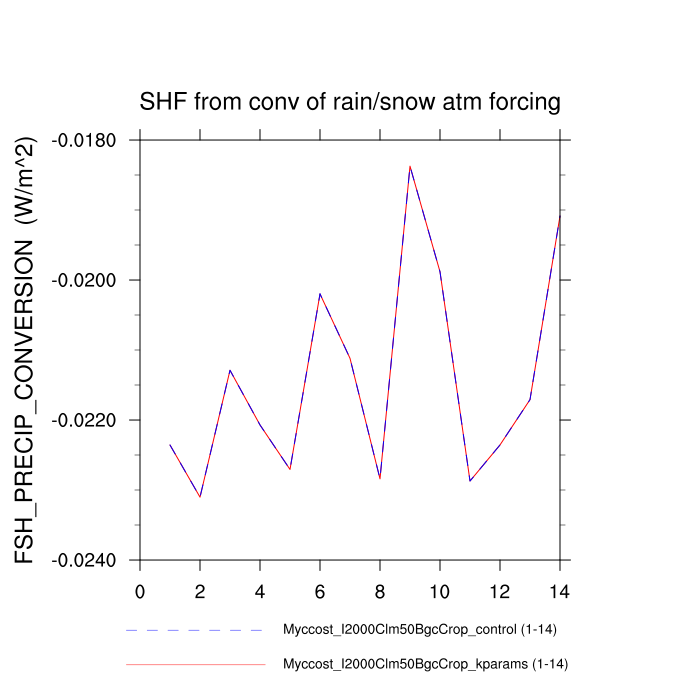 SHF from conv of rain/snow atm forcing
FSH_PRECIP_CONVERSION (W/m^2)
-0.0180
-0.0200
-0.0220
-0.0240
0 2 4 6 8 10 12 14
Myccost_I2000Clm50BgcCrop_control (1-14)
Myccost_I2000Clm50BgcCrop_kparams (1-14)